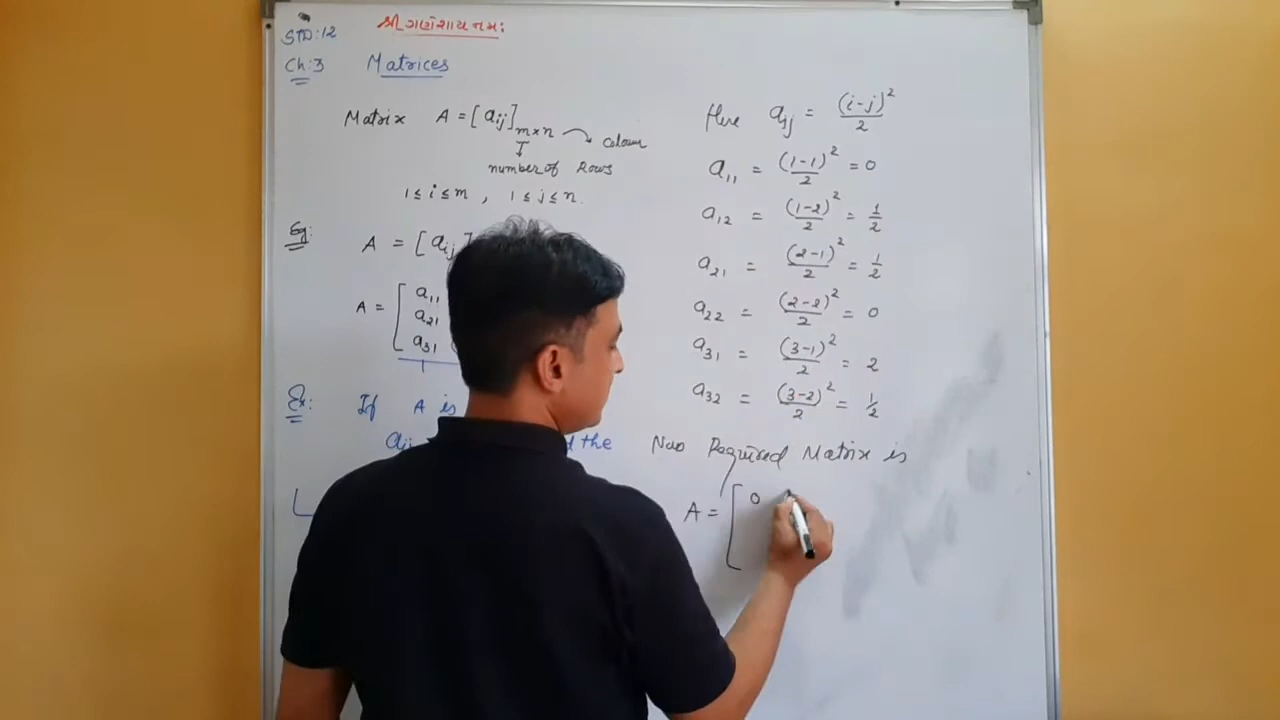 STD:12
શ્રી ગણેશાય નમઃ
Ch:3 Matrices
Matrix A = [aij]m×n
number of Rows
1 ≤ i ≤ m , 1 ≤ j ≤ n.
Eg:
A = [aij]
A = [ a11
a21
a31
Ex: If A is
the
Here aij = (i-j)²/2
a11 = (1-1)²/2 = 0
a12 = (1-2)²/2 = 1/2
a21 = (2-1)²/2 = 1/2
a22 = (2-2)²/2 = 0
a31 = (3-1)²/2 = 2
a32 = (3-2)²/2 = 1/2
Required Matrix is
A = [ 0